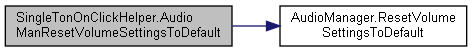 SingleTonOnClickHelper.Audio
ManResetVolumeSettingsToDefault
AudioManager.ResetVolume
SettingsToDefault